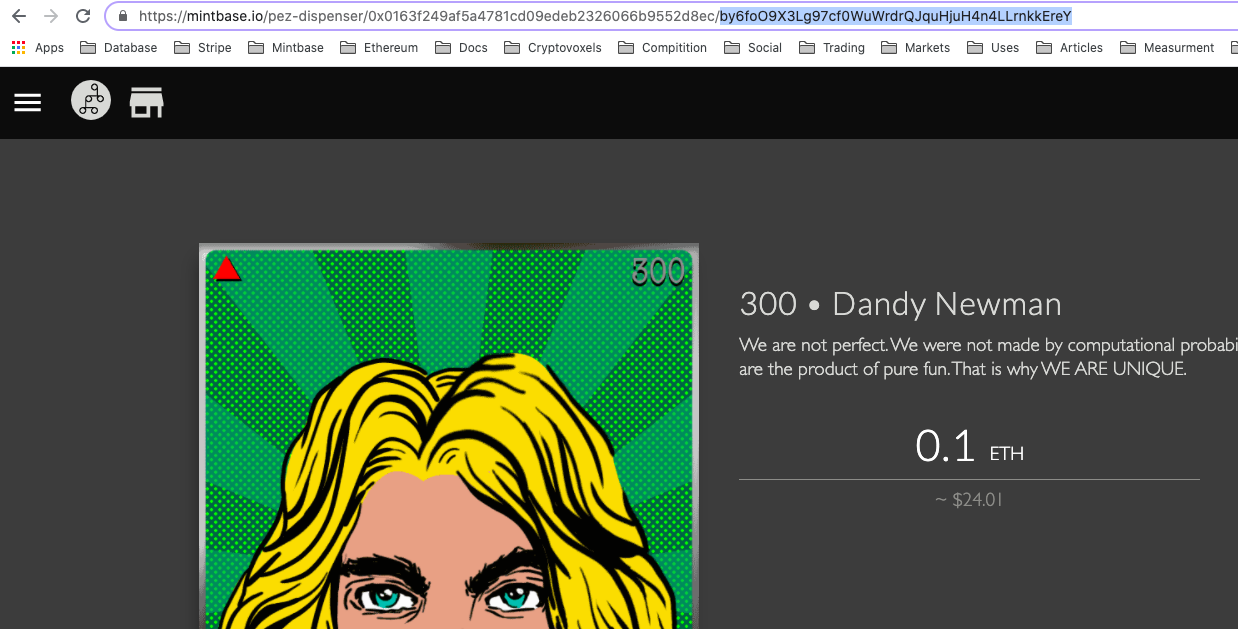 https://mintbase.io/pez-dispenser/0x0163f249af5a4781cd09edeb2326066b9552d8ec/by6foO9X3Lg97cf0WuWrdrQJquHjuH4n4LLrnkkEreY
Apps Database Stripe Mintbase Ethereum Docs Cryptovoxels Compitition Social Trading Markets Uses Articles Measurment
300
300 • Dandy Newman
We are not perfect. We were not made by computational probabi
are the product of pure fun. That is why WE ARE UNIQUE.
0.1 ETH
~ $24.01